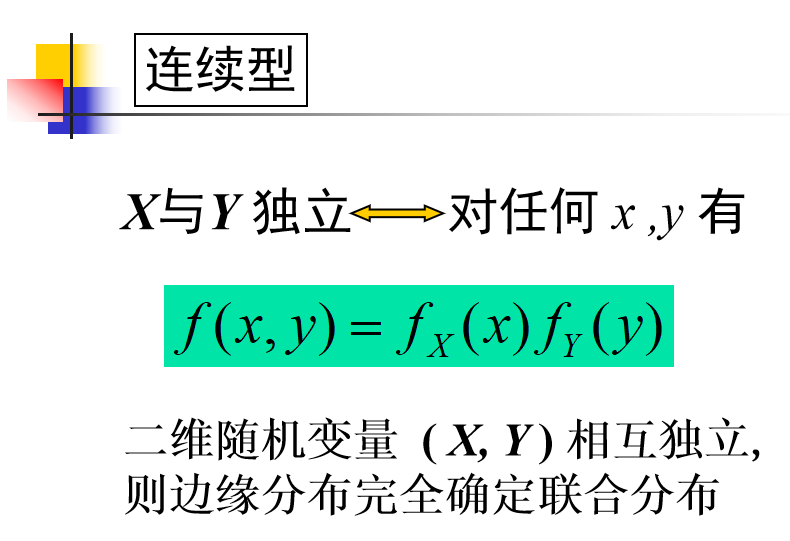 连续型
X与Y 独立 对任何 x ,y 有
f (x, y) = f_X (x) f_Y (y)
二维随机变量 ( X, Y ) 相互独立,
则边缘分布完全确定联合分布